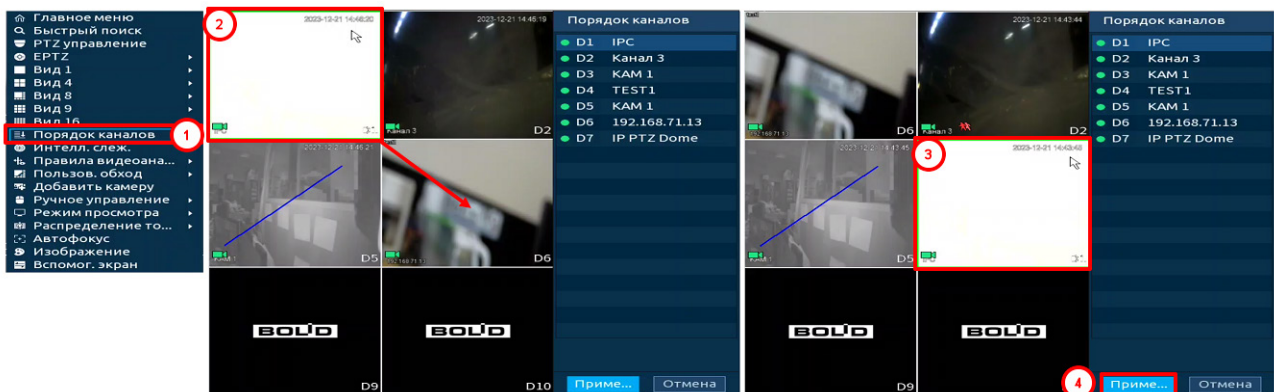 Главное меню
Быстрый поиск
PTZ управление
EPTZ
Вид 1
Вид 4
Вид 8
Вид 9
Вид 16
Порядок каналов
Интелл. слеж.
Правила видеоана...
Пользов. обход
Добавить камеру
Ручное управление
Режим просмотра
Распределение то...
Автофокус
Изображение
Вспомог. экран
1
2
2023-12-21 14:46:20
2023-12-21 14:46:19
Канал 3
D2
D5
D6
BOLID
BOLID
D9
D10
Порядок каналов
D1 IPC
D2 Канал 3
D3 КАМ 1
D4 TEST1
D5 КАМ 1
D6 192.168.71.13
D7 IP PTZ Dome
Приме...
Отмена
2023-12-21 14:43:44
D6
Канал 3
D2
3
D5
BOLID
BOLID
D9
Порядок каналов
D1 IPC
D2 Канал 3
D3 КАМ 1
D4 TEST1
D5 КАМ 1
D6 192.168.71.13
D7 IP PTZ Dome
4
Приме...
Отмена